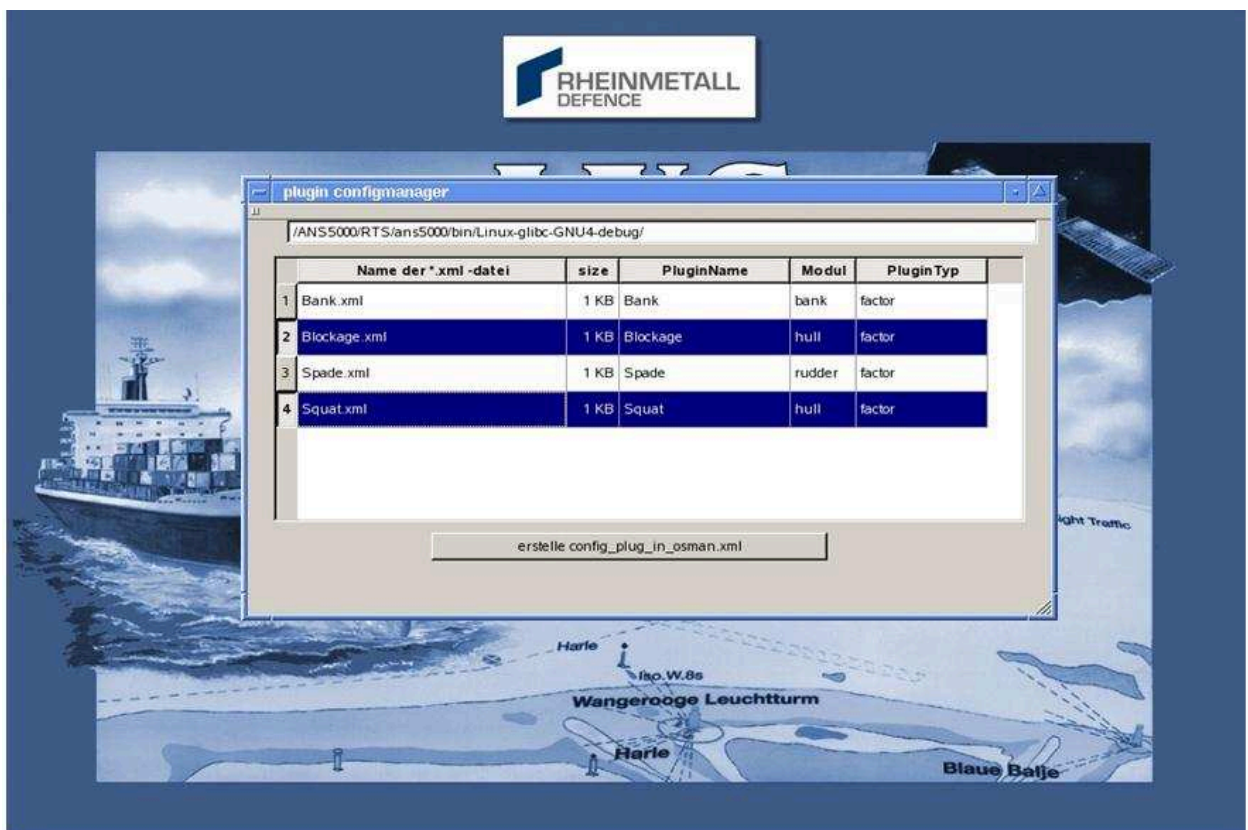 RHEINMETALL
DEFENCE
plugin configmanager
/ANS5000/RTS/ans5000/bin/Linux-glibc-GNU4-debug/
Name der *.xml -datei size PluginName Modul PluginTyp
1 Bank.xml 1 KB Bank bank factor
2 Blockage.xml 1 KB Blockage hull factor
3 Spade.xml 1 KB Spade rudder factor
4 Squat.xml 1 KB Squat hull factor
erstelle config_plug_in_osman.xml
Traffic
Harle
Iso.W.8s
Wangerooge Leuchtturm
Harle
Blaue Balje